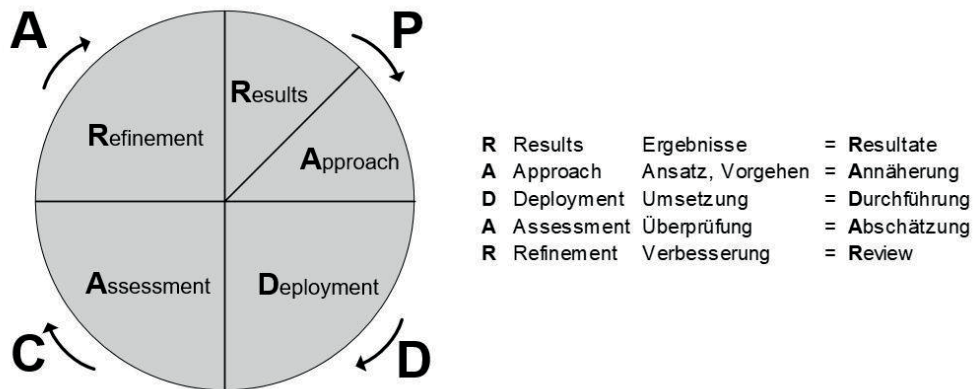 A
P
Results
Refinement
Approach
Assessment
Deployment
C
D
R Results Ergebnisse = Resultate
A Approach Ansatz, Vorgehen = Annäherung
D Deployment Umsetzung = Durchführung
A Assessment Überprüfung = Abschätzung
R Refinement Verbesserung = Review